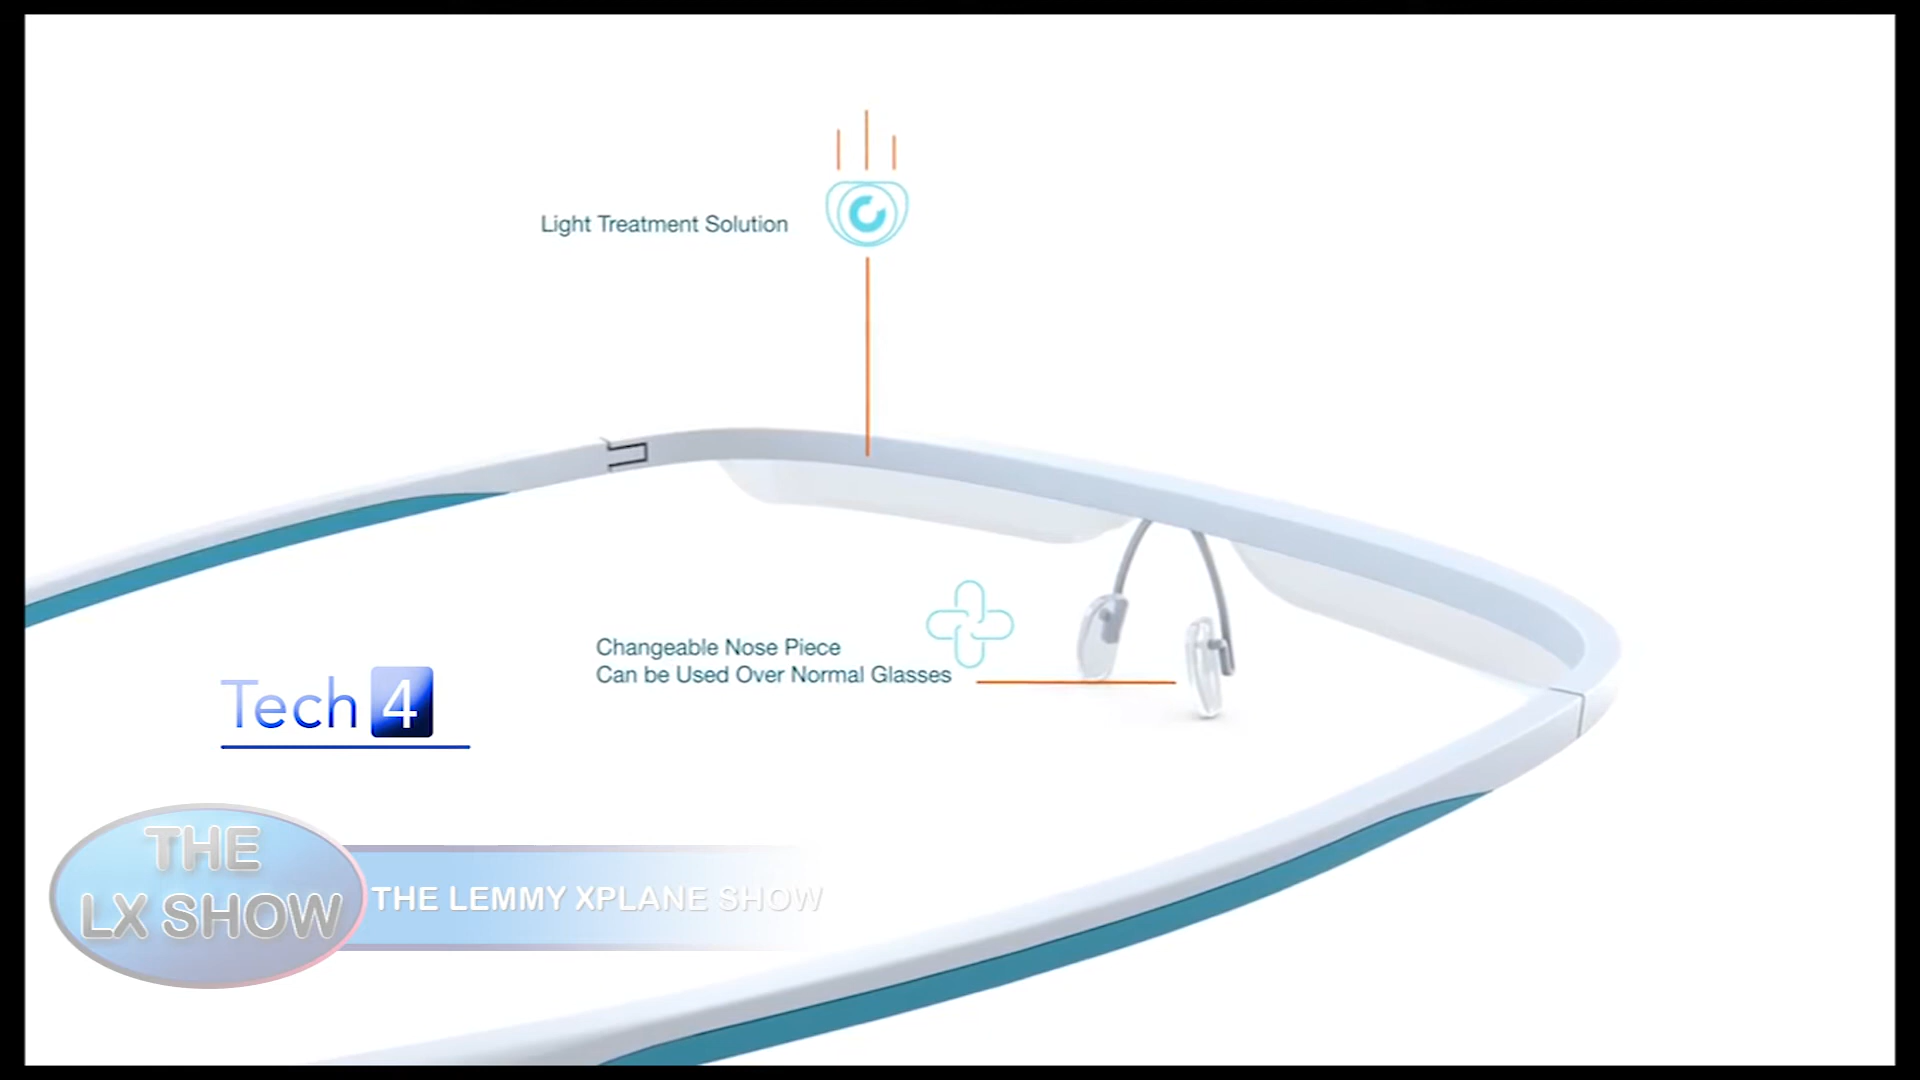 Light Treatment Solution
Changeable Nose Piece
Can be Used Over Normal Glasses
Tech 4
THE
LX SHOW
THE LEMMY XPLANE SHOW